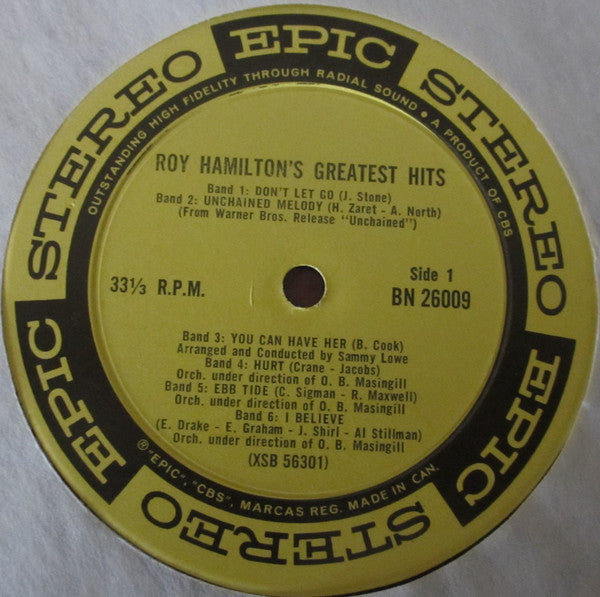 EPIC
STEREO
EPIC
STEREO
EPIC
STEREO
OUTSTANDING HIGH FIDELITY THROUGH RADIAL SOUND • A PRODUCT OF CBS
ROY HAMILTON'S GREATEST HITS
Band 1: DON'T LET GO (J. Stone)
Band 2: UNCHAINED MELODY (H. Zaret - A. North)
(From Warner Bros. Release "Unchained")
33⅓ R.P.M.
Side 1
BN 26009
Band 3: YOU CAN HAVE HER (B. Cook)
Arranged and Conducted by Sammy Lowe
Band 4: HURT (Crane - Jacobs)
Orch. under direction of O. B. Masingill
Band 5: EBB TIDE (C. Sigman - R. Maxwell)
Orch. under direction of O. B. Masingill
Band 6: I BELIEVE
(E. Drake - E. Graham - J. Shirl - Al Stillman)
Orch. under direction of O. B. Masingill
(XSB 56301)
® "EPIC", "CBS", MARCAS REG. MADE IN CAN.